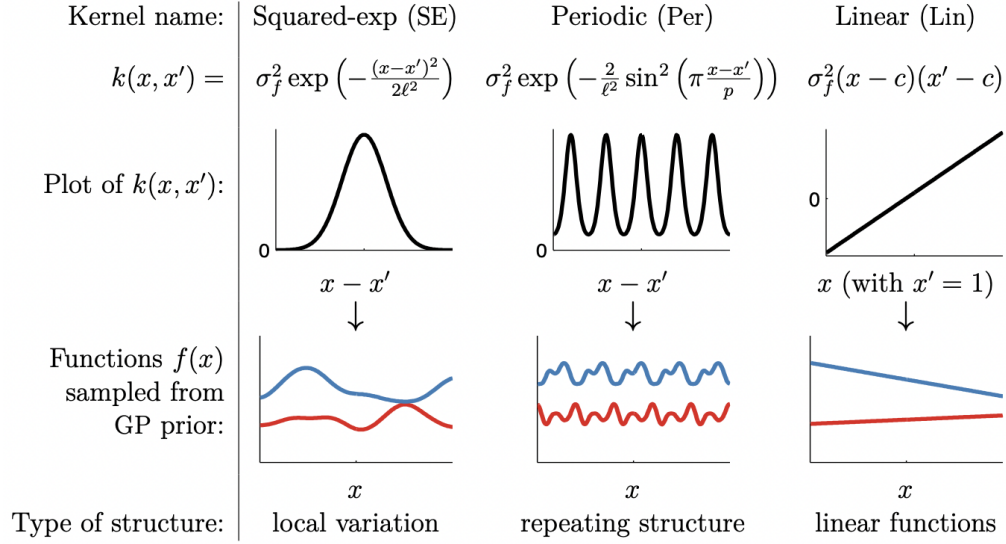 Kernel name: Squared-exp (SE) Periodic (Per) Linear (Lin)
k(x, x′) = σ_f^2 exp(−(x−x′)^2/2ℓ^2) σ_f^2 exp(−2/ℓ^2 sin^2(π x−x′/p)) σ_f^2(x − c)(x′ − c)
Plot of k(x, x′):
0 0 0
x − x′ x − x′ x (with x′ = 1)
↓ ↓ ↓
Functions f(x)
sampled from
GP prior:
x x x
Type of structure: local variation repeating structure linear functions